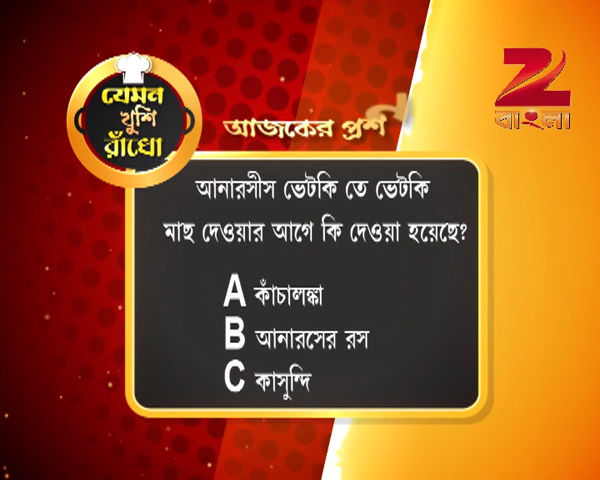 যেমন
খুশি
রাঁধো
Z
বাংলা
আজকের প্রশ্ন
আনারসীস ভেটকি তে ভেটকি
মাছ দেওয়ার আগে কি দেওয়া হয়েছে?
A কাঁচালঙ্কা
B আনারসের রস
C কাসুন্দি